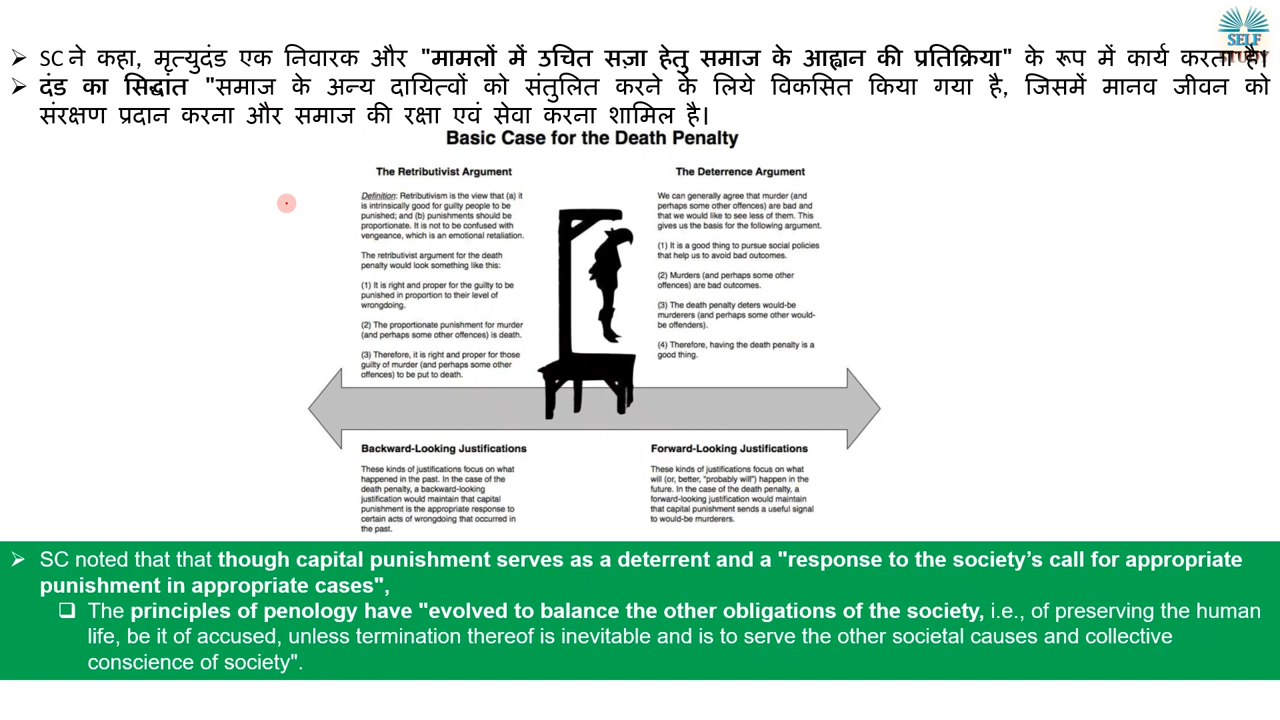 ➢ SC ने कहा, मृत्युदंड एक निवारक और "मामलों में उचित सज़ा हेतु समाज के आह्वान की प्रतिक्रिया" के रूप में कार्य करता है।
➢ दंड का सिद्धांत "समाज के अन्य दायित्वों को संतुलित करने के लिये विकसित किया गया है, जिसमें मानव जीवन को
संरक्षण प्रदान करना और समाज की रक्षा एवं सेवा करना शामिल है।
SELF
STUDY
Basic Case for the Death Penalty
The Retributivist Argument
Definition: Retributivism is the view that (a) it
is intrinsically good for guilty people to be
punished; and (b) punishments should be
proportionate. It is not to be confused with
vengeance, which is an emotional retaliation.
The retributivist argument for the death
penalty would look something like this:
(1) It is right and proper for the guilty to be
punished in proportion to their level of
wrongdoing.
(2) The proportionate punishment for murder
(and perhaps some other offences) is death.
(3) Therefore, it is right and proper for those
guilty of murder (and perhaps some other
offences) to be put to death.
The Deterrence Argument
We can generally agree that murder (and
perhaps some other offences) are bad and
that we would like to see less of them. This
gives us the basis for the following argument.
(1) It is a good thing to pursue social policies
that help us to avoid bad outcomes.
(2) Murders (and perhaps some other
offences) are bad outcomes.
(3) The death penalty deters would-be
murderers (and perhaps some other would-
be offenders).
(4) Therefore, having the death penalty is a
good thing.
Backward-Looking Justifications
These kinds of justifications focus on what
happened in the past. In the case of the
death penalty, a backward-looking
justification would maintain that capital
punishment is the appropriate response to
certain acts of wrongdoing that occurred in
the past.
Forward-Looking Justifications
These kinds of justifications focus on what
will (or, better, "probably will") happen in the
future. In the case of the death penalty, a
forward-looking justification would maintain
that capital punishment sends a useful signal
to would-be murderers.
➢ SC noted that that though capital punishment serves as a deterrent and a "response to the society’s call for appropriate
punishment in appropriate cases",
❑ The principles of penology have "evolved to balance the other obligations of the society, i.e., of preserving the human
life, be it of accused, unless termination thereof is inevitable and is to serve the other societal causes and collective
conscience of society".